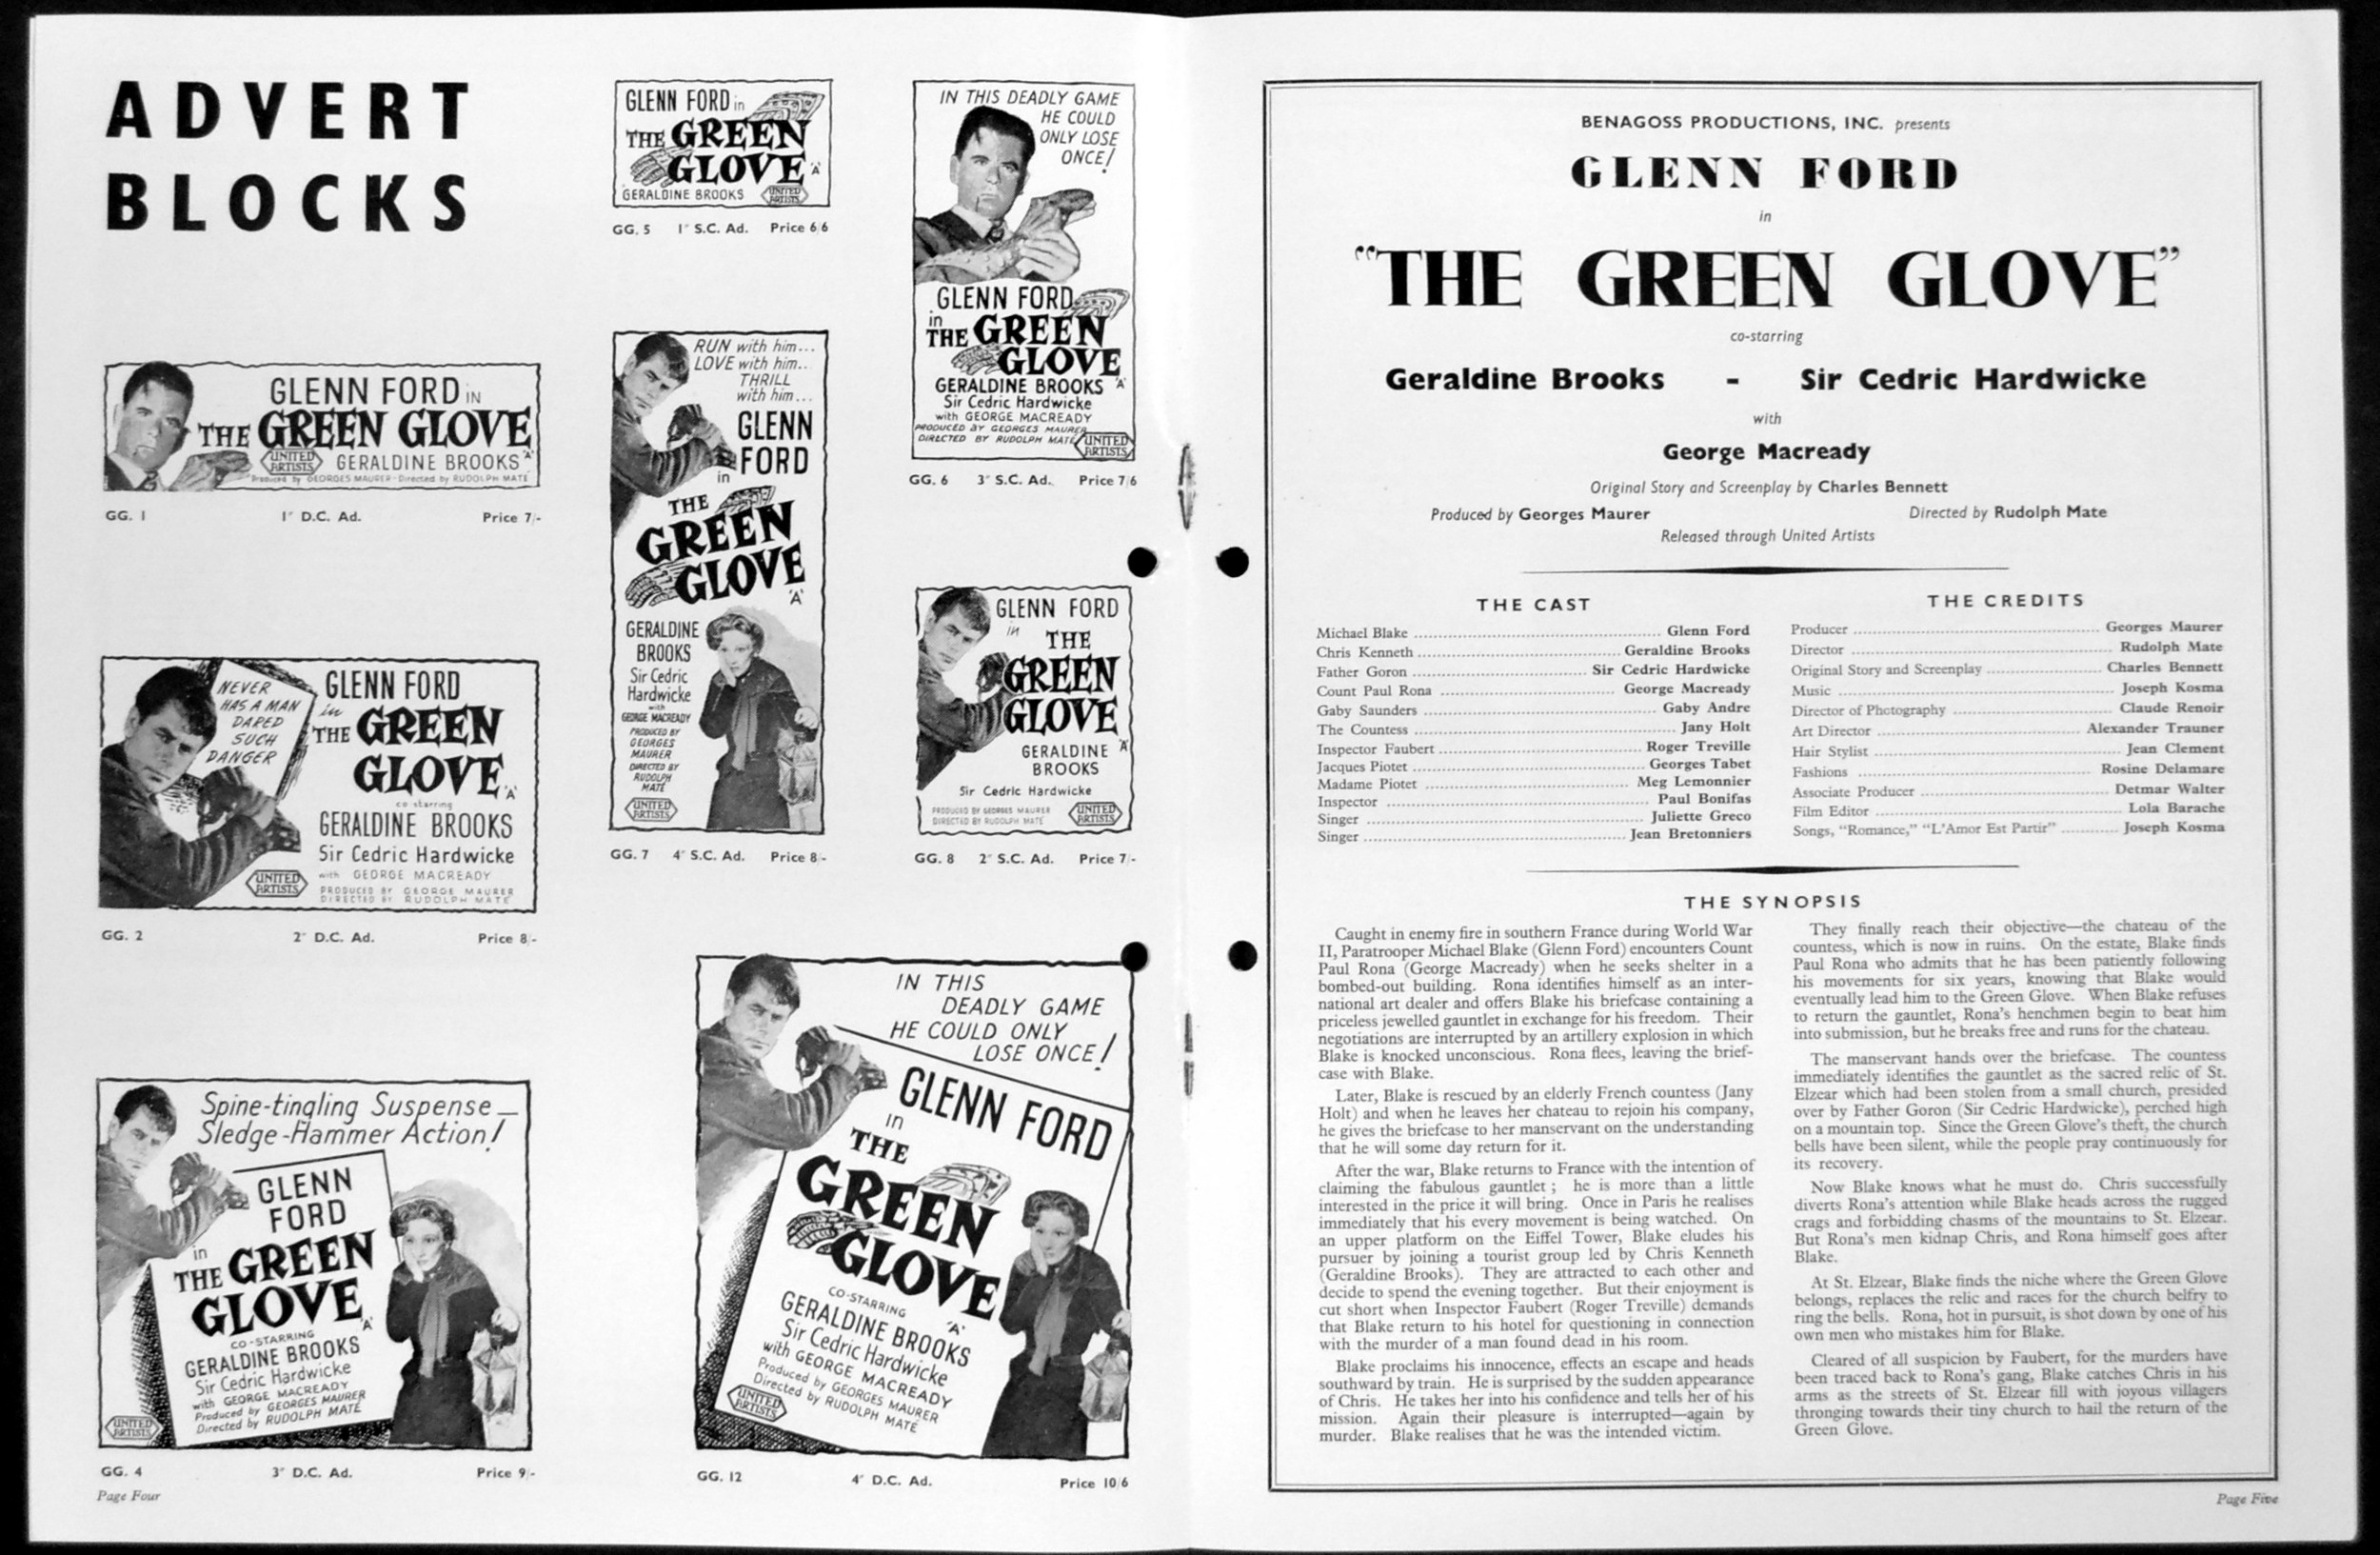 ADVERT
BLOCKS
GLENN FORD IN
THE GREEN GLOVE 'A'
UNITED
ARTISTS
GERALDINE BROOKS
Produced by GEORGES MAURER - Directed by RUDOLPH MATE
GG. 1 1″ D.C. Ad. Price 7/-
NEVER
HAS A MAN
DARED
SUCH
DANGER
GLENN FORD
in
THE GREEN
GLOVE 'A'
co starring
GERALDINE BROOKS
Sir Cedric Hardwicke
with GEORGE MACREADY
PRODUCED BY GEORGE MAURER
DIRECTED BY RUDOLPH MATE
UNITED
ARTISTS
GG. 2 2″ D.C. Ad. Price 8/-
Spine-tingling Suspense—
Sledge-Hammer Action!
GLENN
FORD
in
THE GREEN
GLOVE 'A'
CO-STARRING
GERALDINE BROOKS
Sir Cedric Hardwicke
with GEORGE MACREADY
Produced by GEORGES MAURER
Directed by RUDOLPH MATÉ
UNITED
ARTISTS
GG. 4 3″ D.C. Ad. Price 9/-
Page Four
GLENN FORD in
THE GREEN
GLOVE 'A'
GERALDINE BROOKS
UNITED
ARTISTS
GG. 5 1″ S.C. Ad. Price 6/6
RUN with him...
LOVE with him..
THRILL
with him...
GLENN
FORD
in
THE
GREEN
GLOVE
'A'
GERALDINE
BROOKS
Sir Cedric
Hardwicke
with
GEORGE MACREADY
PRODUCED BY
GEORGES
MAURER
DIRECTED BY
RUDOLPH
MATÉ
UNITED
ARTISTS
GG. 7 4″ S.C. Ad. Price 8/-
IN THIS DEADLY GAME
HE COULD
ONLY LOSE
ONCE!
GLENN FORD
in
THE GREEN
GLOVE
GERALDINE BROOKS 'A'
Sir Cedric Hardwicke
with GEORGE MACREADY
PRODUCED BY GEORGES MAURER
DIRECTED BY RUDOLPH MATÉ
UNITED
ARTISTS
GG. 6 3″ S.C. Ad. Price 7/6
GLENN FORD
in
THE
GREEN
GLOVE
'A'
GERALDINE
BROOKS
Sir Cedric Hardwicke
PRODUCED BY GEORGES MAURER
DIRECTED BY RUDOLPH MATÉ
UNITED
ARTISTS
GG. 8 2″ S.C. Ad. Price 7/-
IN THIS
DEADLY GAME
HE COULD ONLY
LOSE ONCE!
GLENN FORD
in
THE
GREEN
GLOVE
'A'
CO-STARRING
GERALDINE BROOKS
Sir Cedric Hardwicke
with GEORGE MACREADY
Produced by GEORGES MAURER
Directed by RUDOLPH MATÉ
UNITED
ARTISTS
GG. 12 4″ D.C. Ad. Price 10/6
BENAGOSS PRODUCTIONS, INC. presents
GLENN FORD
in
“THE GREEN GLOVE”
co-starring
Geraldine Brooks - Sir Cedric Hardwicke
with
George Macready
Original Story and Screenplay by Charles Bennett
Produced by Georges Maurer Directed by Rudolph Mate
Released through United Artists
THE CAST
Michael Blake ........ Glenn Ford
Chris Kenneth ........ Geraldine Brooks
Father Goron ........ Sir Cedric Hardwicke
Count Paul Rona ........ George Macready
Gaby Saunders ........ Gaby Andre
The Countess ........ Jany Holt
Inspector Faubert ........ Roger Treville
Jacques Piotet ........ Georges Tabet
Madame Piotet ........ Meg Lemonnier
Inspector ........ Paul Bonifas
Singer ........ Juliette Greco
Singer ........ Jean Bretonniers
THE CREDITS
Producer ........ Georges Maurer
Director ........ Rudolph Mate
Original Story and Screenplay ........ Charles Bennett
Music ........ Joseph Kosma
Director of Photography ........ Claude Renoir
Art Director ........ Alexander Trauner
Hair Stylist ........ Jean Clement
Fashions ........ Rosine Delamare
Associate Producer ........ Detmar Walter
Film Editor ........ Lola Barache
Songs, “Romance,” “L’Amor Est Partir” ........ Joseph Kosma
THE SYNOPSIS
Caught in enemy fire in southern France during World War
II, Paratrooper Michael Blake (Glenn Ford) encounters Count
Paul Rona (George Macready) when he seeks shelter in a
bombed-out building. Rona identifies himself as an inter-
national art dealer and offers Blake his briefcase containing a
priceless jewelled gauntlet in exchange for his freedom. Their
negotiations are interrupted by an artillery explosion in which
Blake is knocked unconscious. Rona flees, leaving the brief-
case with Blake.
Later, Blake is rescued by an elderly French countess (Jany
Holt) and when he leaves her chateau to rejoin his company,
he gives the briefcase to her manservant on the understanding
that he will some day return for it.
After the war, Blake returns to France with the intention of
claiming the fabulous gauntlet ; he is more than a little
interested in the price it will bring. Once in Paris he realises
immediately that his every movement is being watched. On
an upper platform on the Eiffel Tower, Blake eludes his
pursuer by joining a tourist group led by Chris Kenneth
(Geraldine Brooks). They are attracted to each other and
decide to spend the evening together. But their enjoyment is
cut short when Inspector Faubert (Roger Treville) demands
that Blake return to his hotel for questioning in connection
with the murder of a man found dead in his room.
Blake proclaims his innocence, effects an escape and heads
southward by train. He is surprised by the sudden appearance
of Chris. He takes her into his confidence and tells her of his
mission. Again their pleasure is interrupted—again by
murder. Blake realises that he was the intended victim.
They finally reach their objective—the chateau of the
countess, which is now in ruins. On the estate, Blake finds
Paul Rona who admits that he has been patiently following
his movements for six years, knowing that Blake would
eventually lead him to the Green Glove. When Blake refuses
to return the gauntlet, Rona’s henchmen begin to beat him
into submission, but he breaks free and runs for the chateau.
The manservant hands over the briefcase. The countess
immediately identifies the gauntlet as the sacred relic of St.
Elzear which had been stolen from a small church, presided
over by Father Goron (Sir Cedric Hardwicke), perched high
on a mountain top. Since the Green Glove’s theft, the church
bells have been silent, while the people pray continuously for
its recovery.
Now Blake knows what he must do. Chris successfully
diverts Rona’s attention while Blake heads across the rugged
crags and forbidding chasms of the mountains to St. Elzear.
But Rona’s men kidnap Chris, and Rona himself goes after
Blake.
At St. Elzear, Blake finds the niche where the Green Glove
belongs, replaces the relic and races for the church belfry to
ring the bells. Rona, hot in pursuit, is shot down by one of his
own men who mistakes him for Blake.
Cleared of all suspicion by Faubert, for the murders have
been traced back to Rona’s gang, Blake catches Chris in his
arms as the streets of St. Elzear fill with joyous villagers
thronging towards their tiny church to hail the return of the
Green Glove.
Page Five